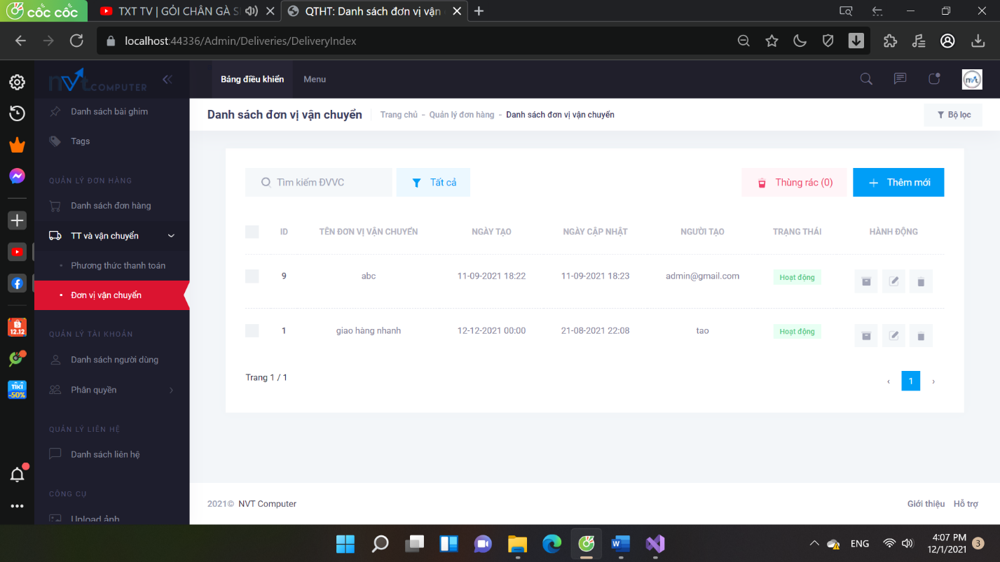 cốc cốc
TXT TV | GỎI CHÂN GÀ S
QTHT: Danh sách đơn vị vận
localhost:44336/Admin/Deliveries/DeliveryIndex
nvt COMPUTER
Bảng điều khiển
Menu
nvt
Danh sách bài ghim
Tags
QUẢN LÝ ĐƠN HÀNG
Danh sách đơn hàng
TT và vận chuyển
Phương thức thanh toán
Đơn vị vận chuyển
QUẢN LÝ TÀI KHOẢN
Danh sách người dùng
Phân quyền
QUẢN LÝ LIÊN HỆ
Danh sách liên hệ
CÔNG CỤ
Upload ảnh
12.12
TIKI
-50%
Danh sách đơn vị vận chuyển
Trang chủ - Quản lý đơn hàng - Danh sách đơn vị vận chuyển
Bộ lọc
Tìm kiếm ĐVVC
Tất cả
Thùng rác (0)
Thêm mới
ID TÊN ĐƠN VỊ VẬN CHUYỂN NGÀY TẠO NGÀY CẬP NHẬT NGƯỜI TẠO TRẠNG THÁI HÀNH ĐỘNG
9 abc 11-09-2021 18:22 11-09-2021 18:23 admin@gmail.com Hoạt động
1 giao hàng nhanh 12-12-2021 00:00 21-08-2021 22:08 tao Hoạt động
Trang 1 / 1
‹ 1 ›
2021© NVT Computer
Giới thiệu Hỗ trợ
ENG
4:07 PM
12/1/2021
3